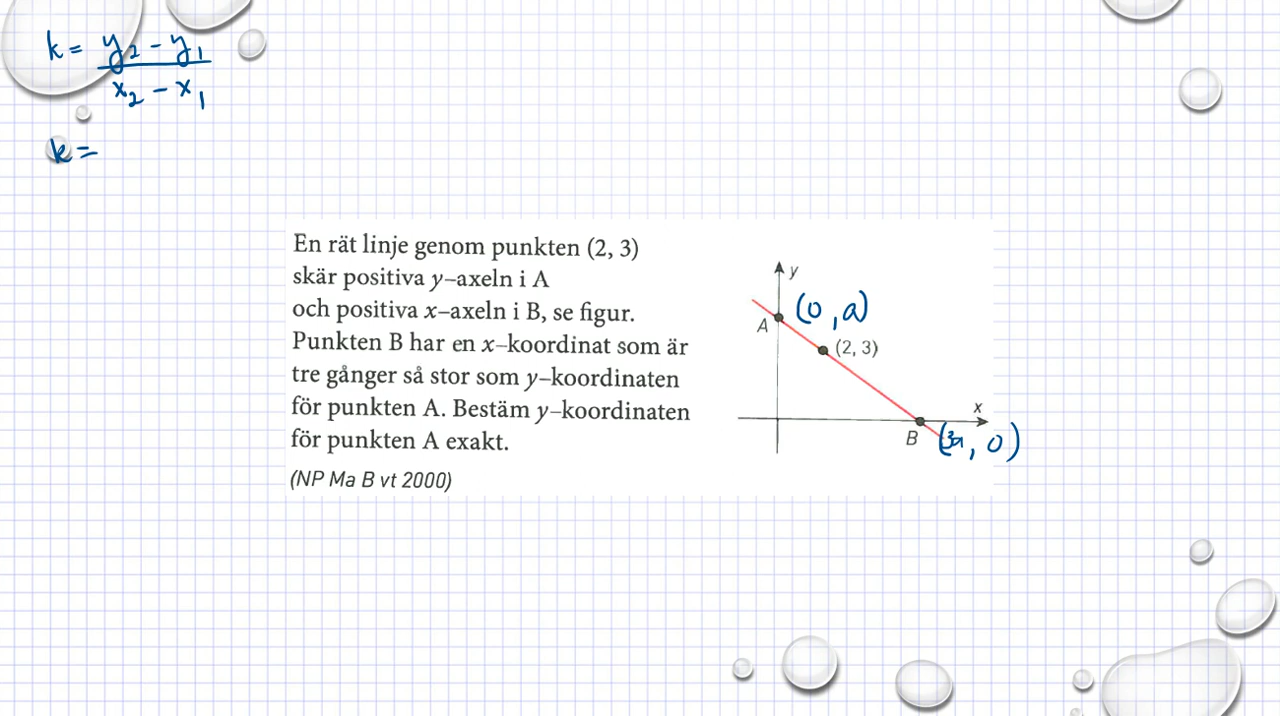 k = y₂ - y₁
x₂ - x₁
k =
En rät linje genom punkten (2, 3)
skär positiva y–axeln i A
och positiva x–axeln i B, se figur.
Punkten B har en x–koordinat som är
tre gånger så stor som y–koordinaten
för punkten A. Bestäm y–koordinaten
för punkten A exakt.
(NP Ma B vt 2000)
y
(0, a)
A
(2, 3)
x
B (3a, 0)